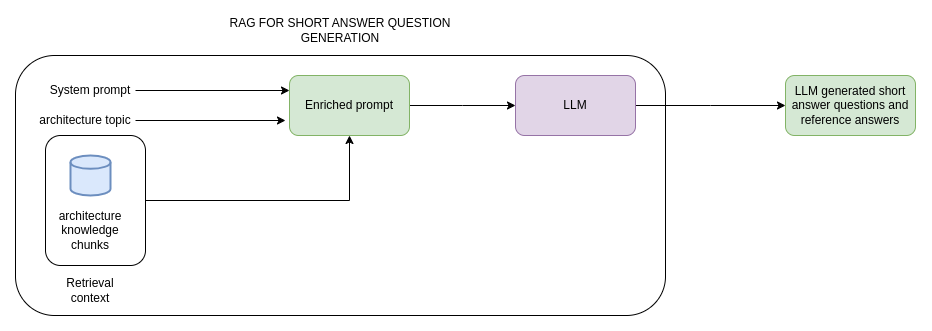 RAG FOR SHORT ANSWER QUESTION
GENERATION
System prompt
architecture topic
Enriched prompt
LLM
LLM generated short
answer questions and
reference answers
architecture
knowledge
chunks
Retrieval
context